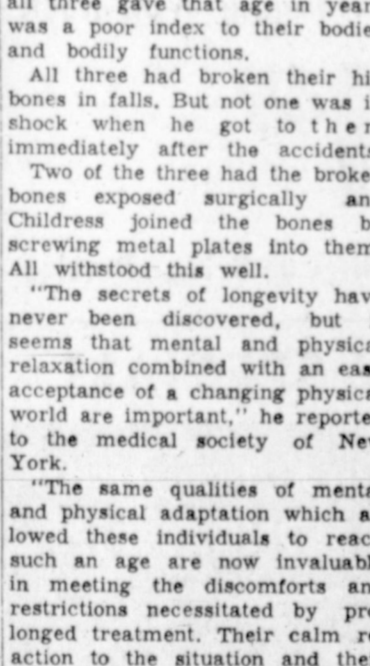 all three gave that age in year
was a poor index to their bodie
and bodily functions.
All three had broken their hi
bones in falls. But not one was i
shock when he got to them
immediately after the accidents
Two of the three had the broke
bones exposed surgically an
Childress joined the bones b
screwing metal plates into them
All withstood this well.
"The secrets of longevity hav
never been discovered, but
seems that mental and physica
relaxation combined with an eas
acceptance of a changing physica
world are important," he reporte
to the medical society of Ne
York.
"The same qualities of menta
and physical adaptation which a
lowed these individuals to reac
such an age are now invaluabl
in meeting the discomforts an
restrictions necessitated by pro
longed treatment. Their calm re
action to the situation and the